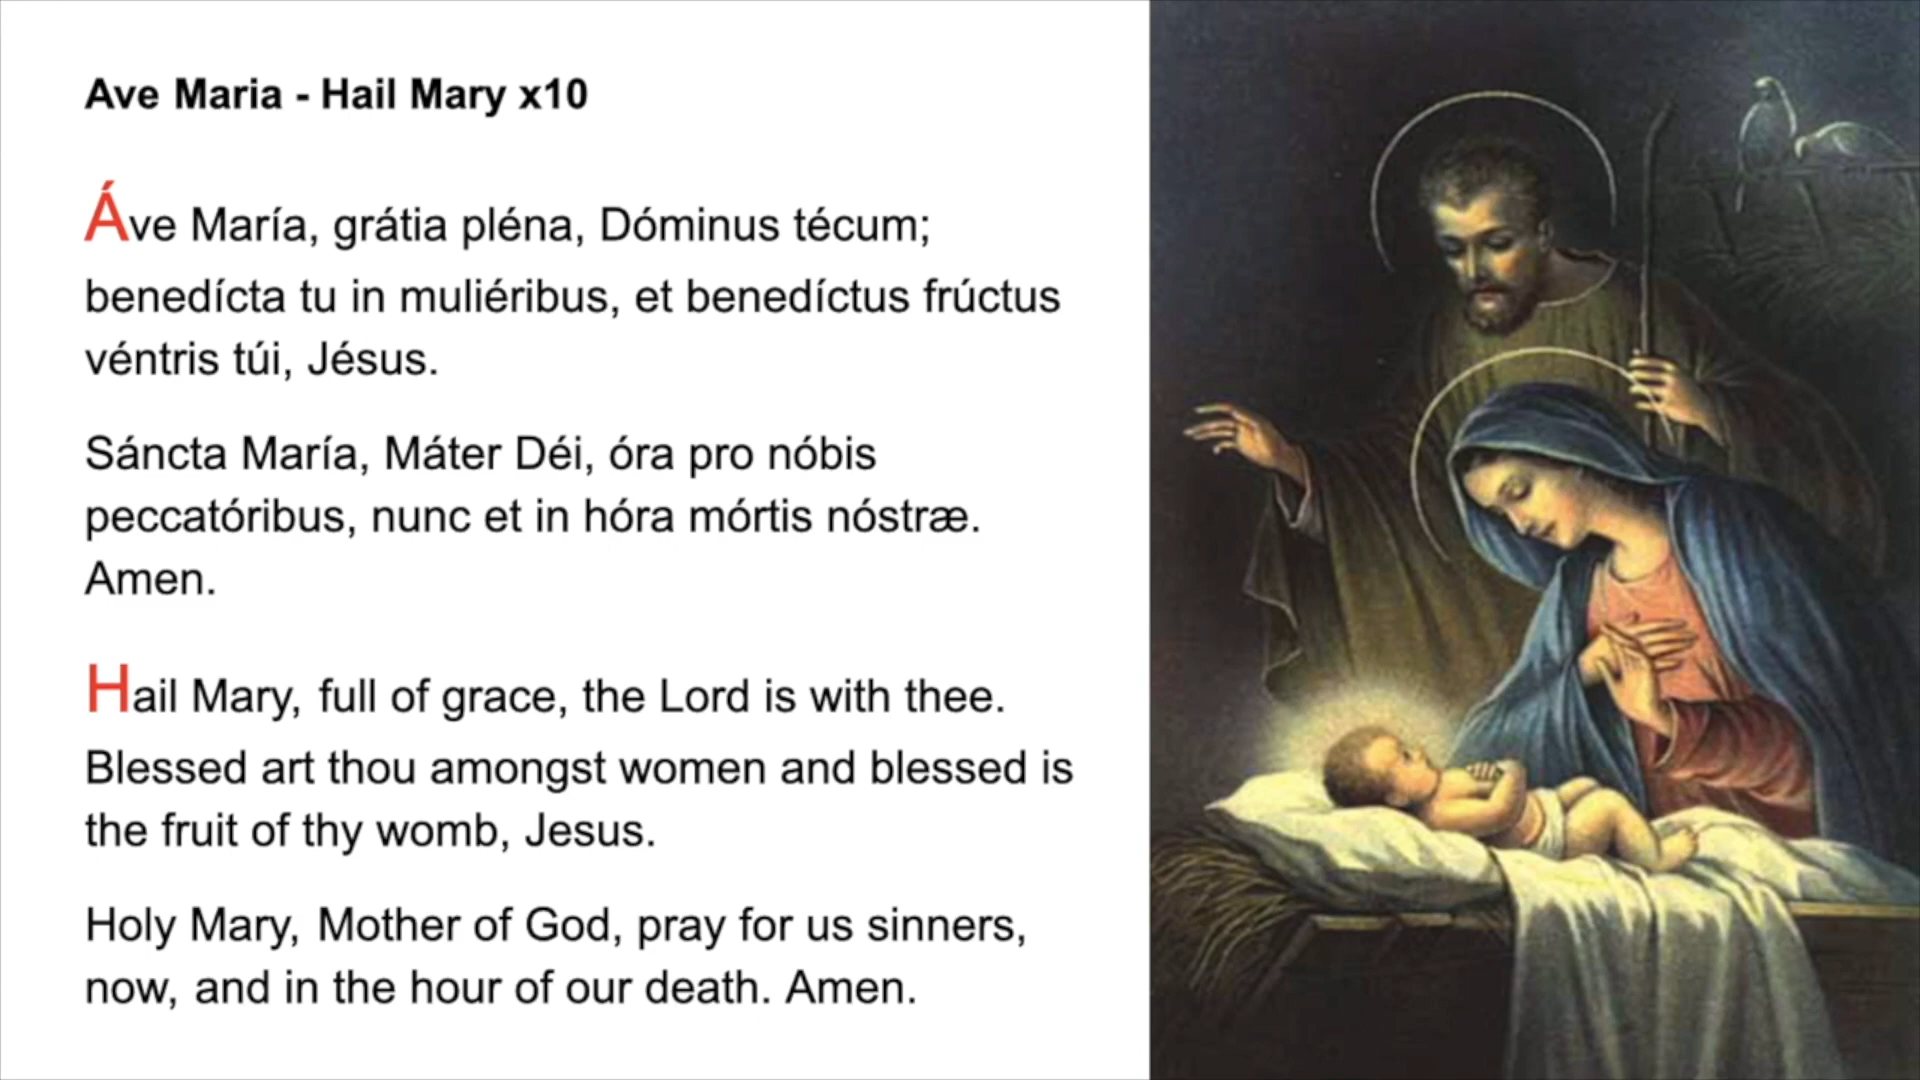 Ave Maria - Hail Mary x10
Áve María, grátia pléna, Dóminus técum;
benedícta tu in muliéribus, et benedíctus frúctus
véntris túi, Jésus.
Sáncta María, Máter Déi, óra pro nóbis
peccatóribus, nunc et in hóra mórtis nóstræ.
Amen.
Hail Mary, full of grace, the Lord is with thee.
Blessed art thou amongst women and blessed is
the fruit of thy womb, Jesus.
Holy Mary, Mother of God, pray for us sinners,
now, and in the hour of our death. Amen.